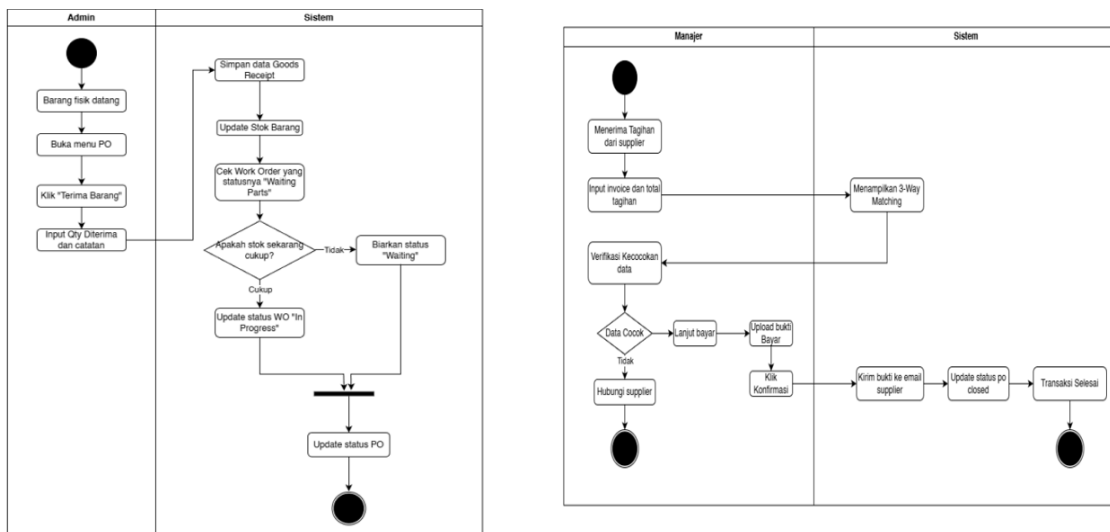 Admin
Sistem
Barang fisik datang
Buka menu PO
Klik "Terima Barang"
Input Qty Diterima
dan catatan
Simpan data Goods
Receipt
Update Stok Barang
Cek Work Order yang
statusnya "Waiting
Parts"
Apakah stok sekarang
cukup?
Tidak
Biarkan status
"Waiting"
Cukup
Update status WO "In
Progress"
Update status PO
Manajer
Sistem
Menerima Tagihan
dari supplier
Input invoice dan total
tagihan
Menampilkan 3-Way
Matching
Verifikasi Kecocokan
data
Data Cocok
Lanjut bayar
Upload bukti
Bayar
Tidak
Klik
Konfirmasi
Hubungi supplier
Kirim bukti ke email
supplier
Update status po
closed
Transaksi Selesai